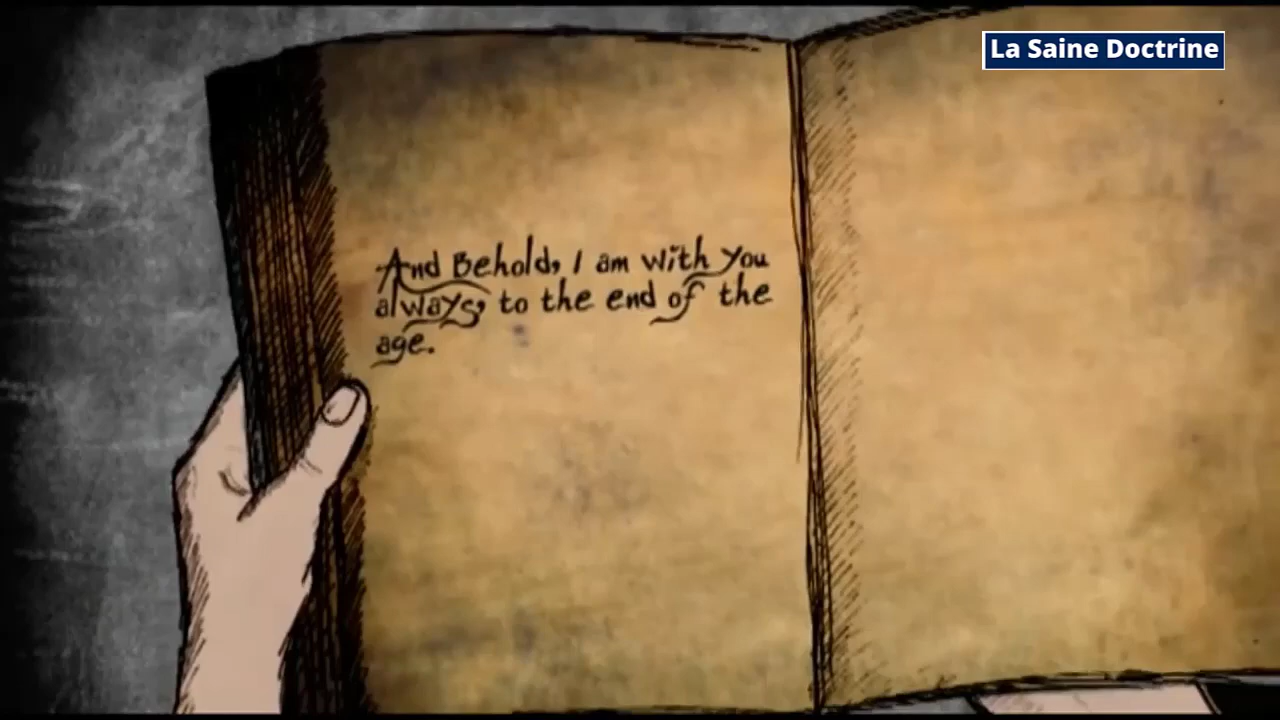 La Saine Doctrine
And Behold, I am with you
always, to the end of the
age.